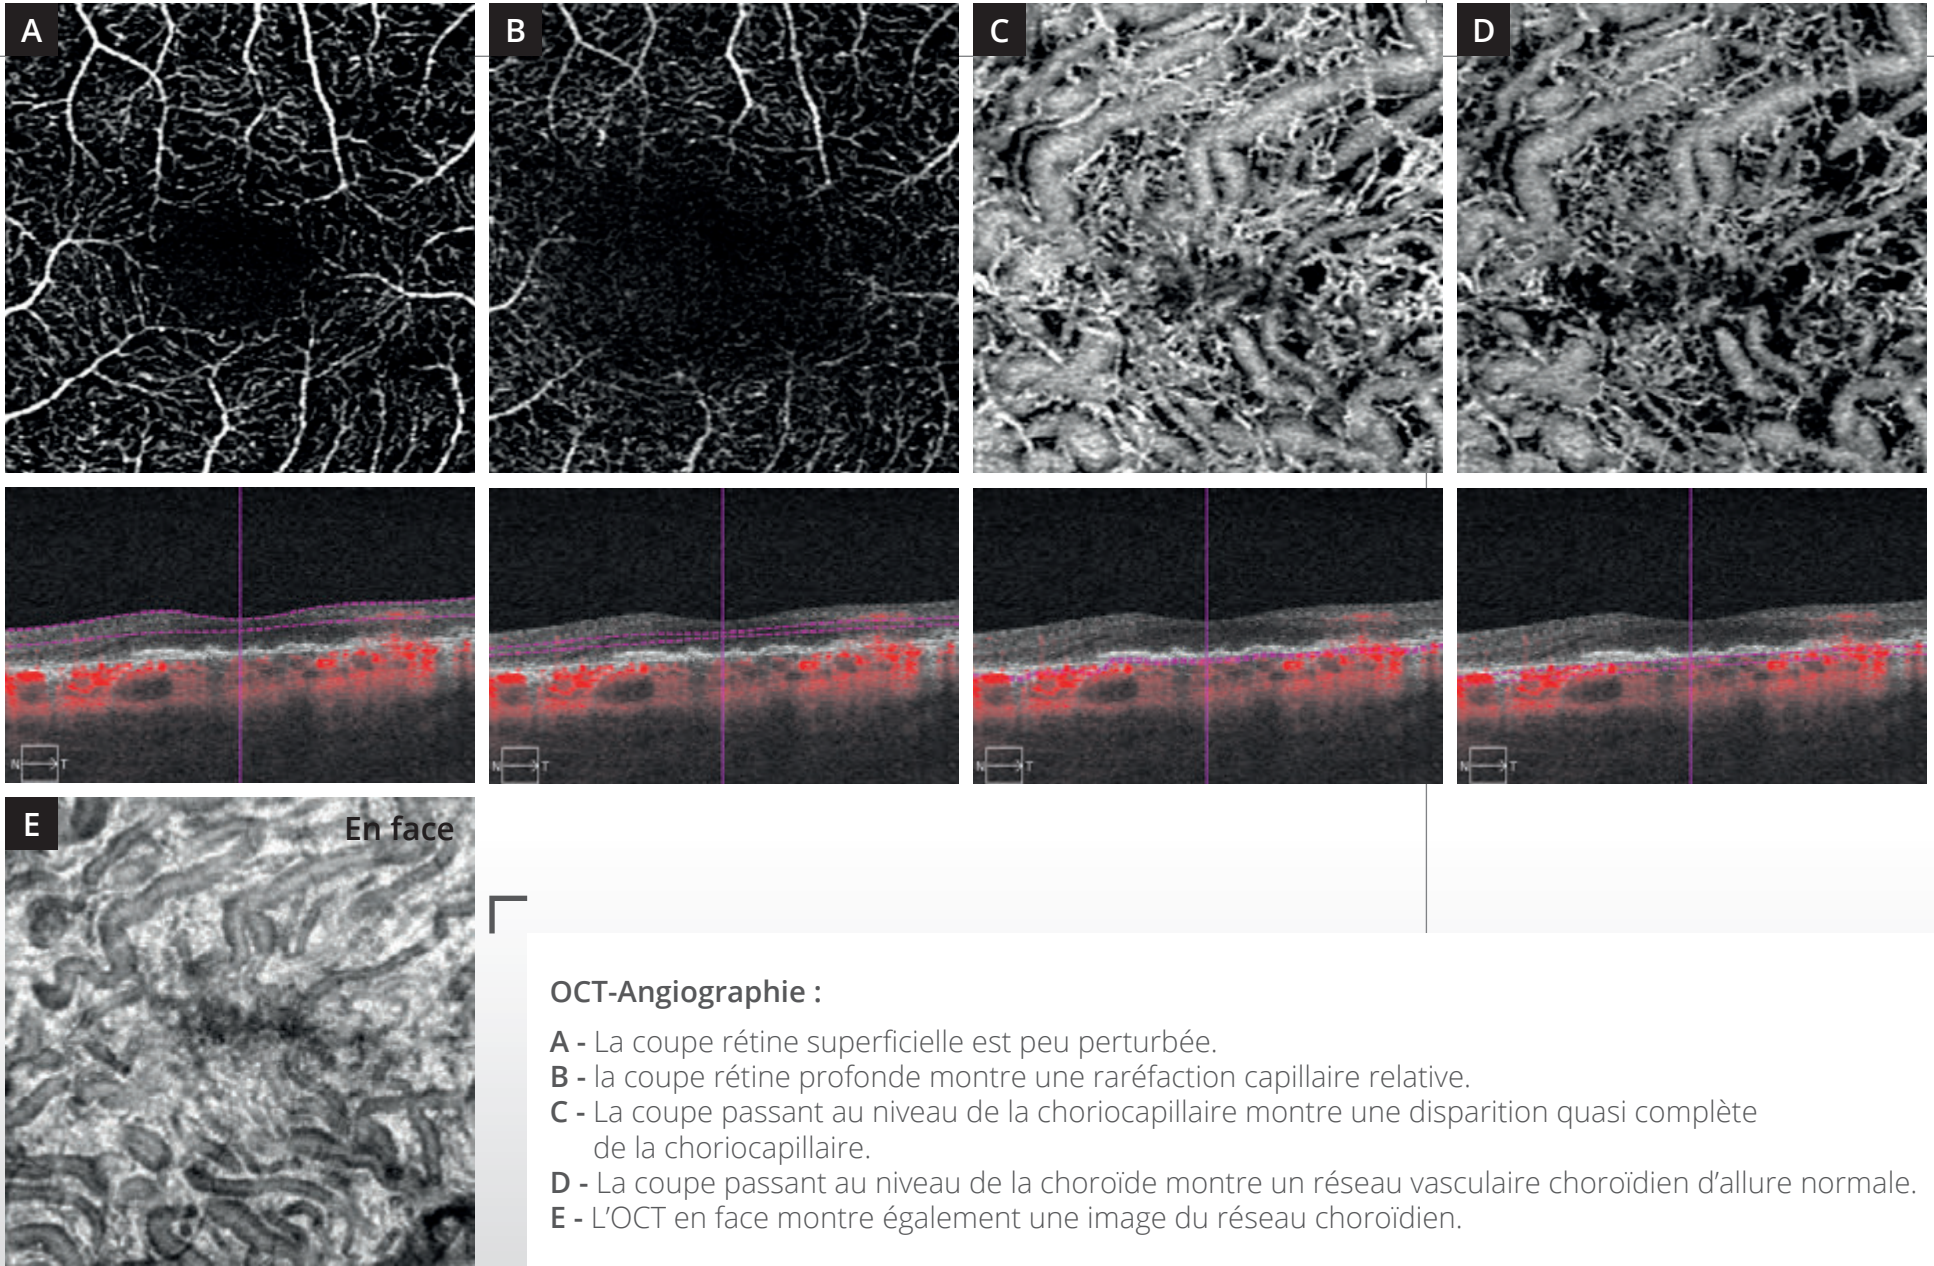 A
B
C
D
N T
N T
N T
N T
E
En face
OCT-Angiographie :
A - La coupe rétine superficielle est peu perturbée.
B - la coupe rétine profonde montre une raréfaction capillaire relative.
C - La coupe passant au niveau de la choriocapillaire montre une disparition quasi complète
de la choriocapillaire.
D - La coupe passant au niveau de la choroïde montre un réseau vasculaire choroïdien d’allure normale.
E - L’OCT en face montre également une image du réseau choroïdien.